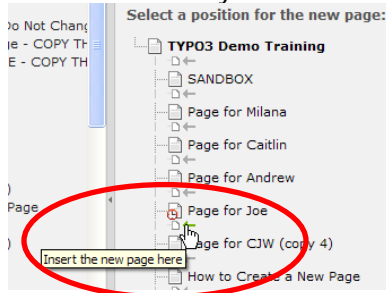 Select a position for the new page:
o Not Chang
e - COPY TH
TYPO3 Demo Training
E - COPY TH
SANDBOX
Page for Milana
Page for Caitlin
Page for Andrew
)
Page
Page for Joe
)
age for CJW (copy 4)
Insert the new page here
How to Create a New Page